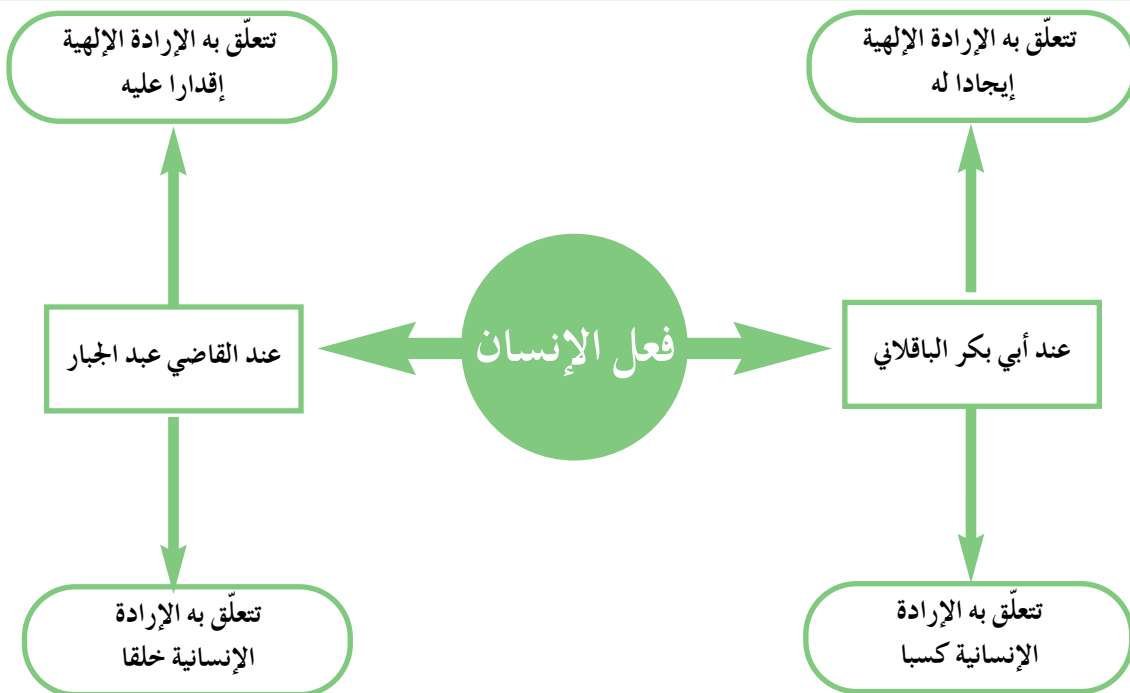 تتعلّق به الإرادة الإلهية
إيجادا له
تتعلّق به الإرادة الإلهية
إقدارا عليه
عند أبي بكر الباقلاني
فعل الإنسان
عند القاضي عبد الجبار
تتعلّق به الإرادة
الإنسانية كسبا
تتعلّق به الإرادة
الإنسانية خلقا